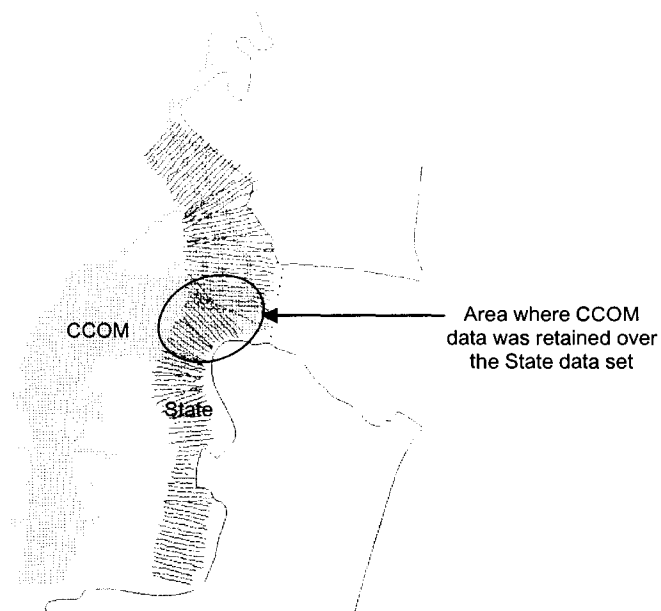 CCOM
State
Area where CCOM
data was retained over
the State data set